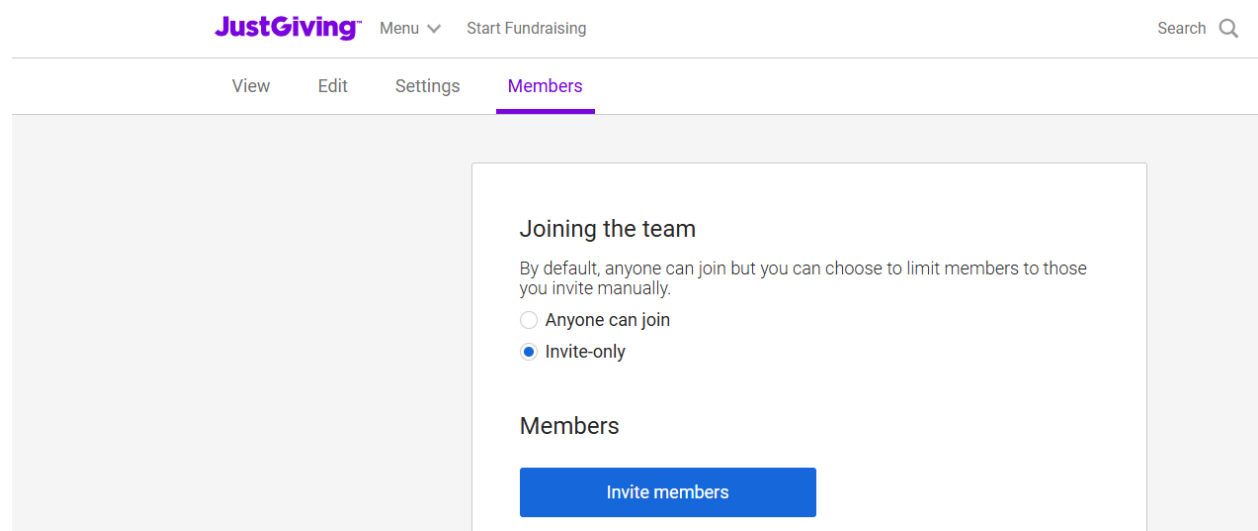 JustGiving™ Menu Start Fundraising Search
View Edit Settings Members
Joining the team
By default, anyone can join but you can choose to limit members to those
you invite manually.
Anyone can join
Invite-only
Members
Invite members